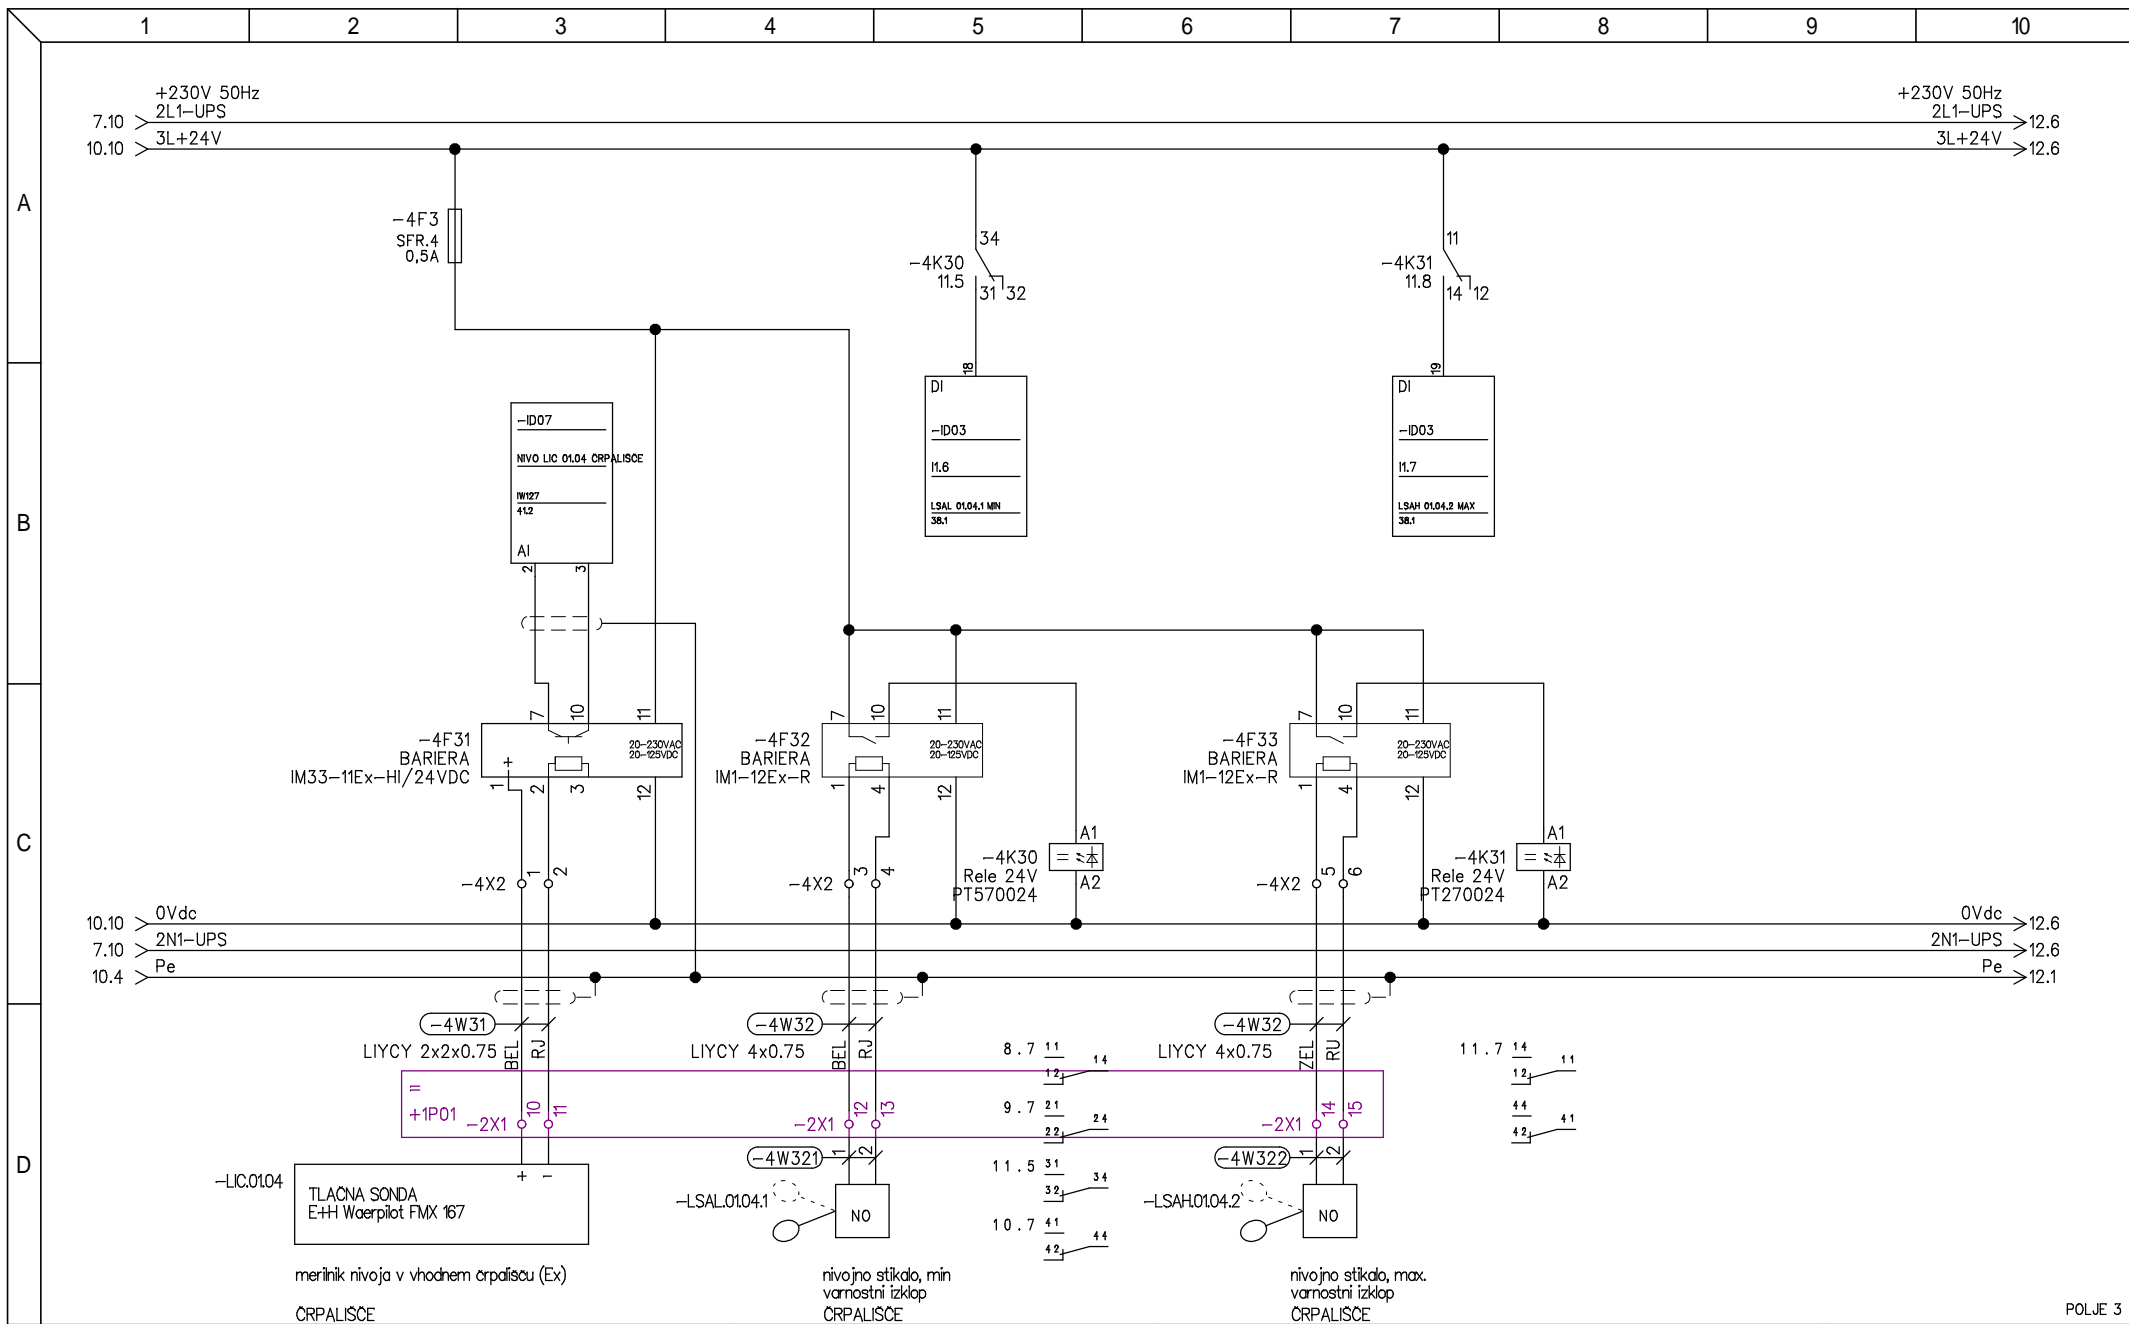 1 2 3 4 5 6 7 8 9 10
+230V 50Hz
7.10 2L1-UPS
10.10 3L+24V
+230V 50Hz
2L1-UPS 12.6
3L+24V 12.6
A
-4F3
SFR.4
0,5A
34
-4K30
11.5
31 32
11
-4K31
11.8
14 12
B
-ID07
NIVO LIC 01.04 ČRPALIŠČE
IW127
41.2
AI
2 3
18
DI
-ID03
I1.6
LSAL 01.04.1 MIN
38.1
19
DI
-ID03
I1.7
LSAH 01.04.2 MAX
38.1
C
7 10 11
-4F31
BARIERA
IM33-11Ex-HI/24VDC
20-230VAC
20-125VDC
+
1 2 3 12
7 10 11
-4F32
BARIERA
IM1-12Ex-R
20-230VAC
20-125VDC
1 4 12
7 10 11
-4F33
BARIERA
IM1-12Ex-R
20-230VAC
20-125VDC
1 4 12
-4X2 1 2
-4X2 3 4
A1
-4K30
Rele 24V
PT570024
A2
-4X2 5 6
A1
-4K31
Rele 24V
PT270024
A2
10.10 0Vdc
7.10 2N1-UPS
10.4 Pe
0Vdc 12.6
2N1-UPS 12.6
Pe 12.1
D
-4W31
LIYCY 2x2x0.75
BEL RJ
-4W32
LIYCY 4x0.75
BEL RJ
-4W32
LIYCY 4x0.75
ZEL RU
=
+1P01
-2X1 10 11
-2X1 12 13
-2X1 14 15
8.7 11 14
12
9.7 21 24
22
11.5 31 34
32
10.7 41 44
42
11.7 14 11
12
44 41
42
-4W321 1 2
-4W322 1 2
-LIC.01.04
+ -
TLAČNA SONDA
E+H Waerpilot FMX 167
-LSAL.01.04.1
NO
-LSAH.01.04.2
NO
merilnik nivoja v vhodnem črpališču (Ex)
ČRPALIŠČE
nivojno stikalo, min
varnostni izklop
ČRPALIŠČE
nivojno stikalo, max.
varnostni izklop
ČRPALIŠČE
POLJE 3